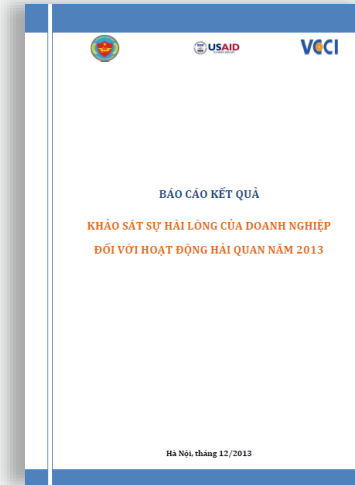 USAID
VCCI
BÁO CÁO KẾT QUẢ
KHẢO SÁT SỰ HÀI LÒNG CỦA DOANH NGHIỆP
ĐỐI VỚI HOẠT ĐỘNG HẢI QUAN NĂM 2013
Hà Nội, tháng 12/2013